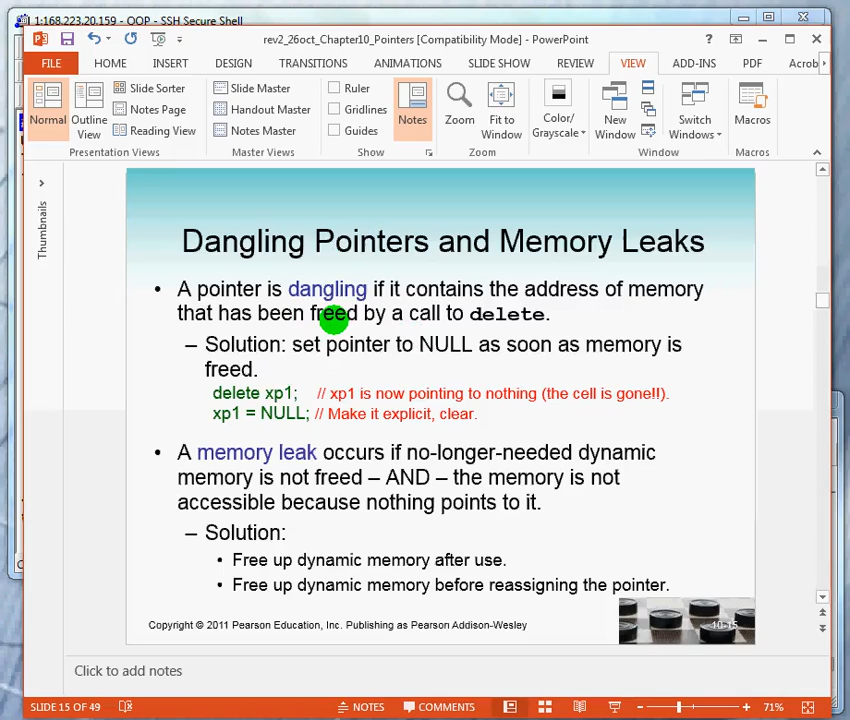 1:168.223.20.159 - OOP - SSH Secure Shell
rev2_26oct_Chapter10_Pointers [Compatibility Mode] - PowerPoint
FILE HOME INSERT DESIGN TRANSITIONS ANIMATIONS SLIDE SHOW REVIEW VIEW ADD-INS PDF Acrob
Normal
Outline View
Slide Sorter
Notes Page
Reading View
Presentation Views
Slide Master
Handout Master
Notes Master
Master Views
Ruler
Gridlines
Guides
Show
Notes
Zoom
Fit to Window
Zoom
Color/ Grayscale
New Window
Switch Windows
Window
Macros
Macros
Thumbnails
Dangling Pointers and Memory Leaks
• A pointer is dangling if it contains the address of memory
that has been freed by a call to delete.
– Solution: set pointer to NULL as soon as memory is
freed.
delete xp1; // xp1 is now pointing to nothing (the cell is gone!!).
xp1 = NULL; // Make it explicit, clear.
• A memory leak occurs if no-longer-needed dynamic
memory is not freed – AND – the memory is not
accessible because nothing points to it.
– Solution:
• Free up dynamic memory after use.
• Free up dynamic memory before reassigning the pointer.
Copyright © 2011 Pearson Education, Inc. Publishing as Pearson Addison-Wesley
10-15
Click to add notes
SLIDE 15 OF 49 NOTES COMMENTS 71%